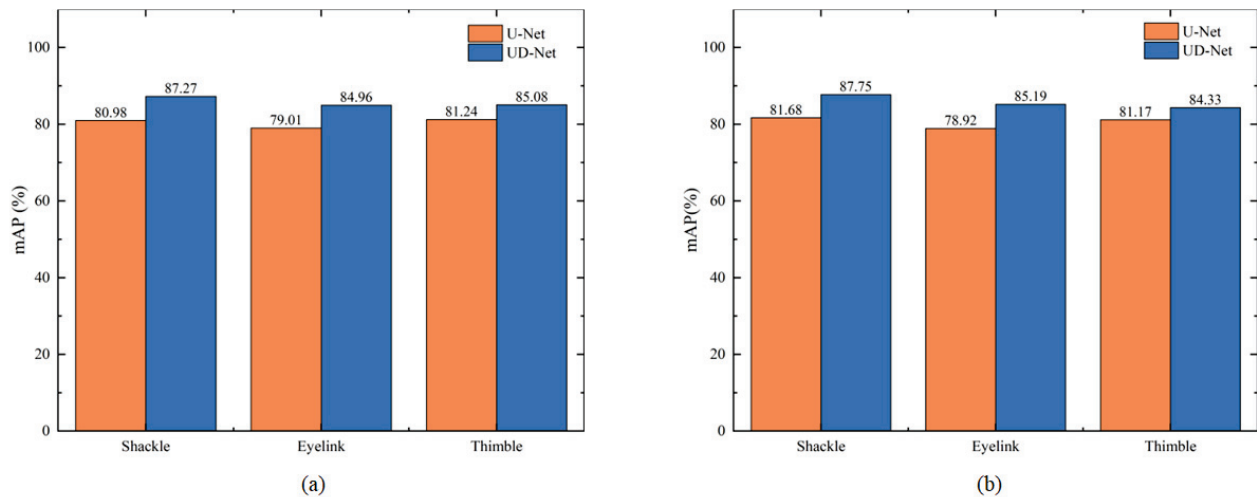 100
80
60
40
20
0
mAP (%)
U-Net
UD-Net
80.98
87.27
79.01
84.96
81.24
85.08
Shackle
Eyelink
Thimble
(a)
100
80
60
40
20
0
mAP(%)
U-Net
UD-Net
81.68
87.75
78.92
85.19
81.17
84.33
Shackle
Eyelink
Thimble
(b)